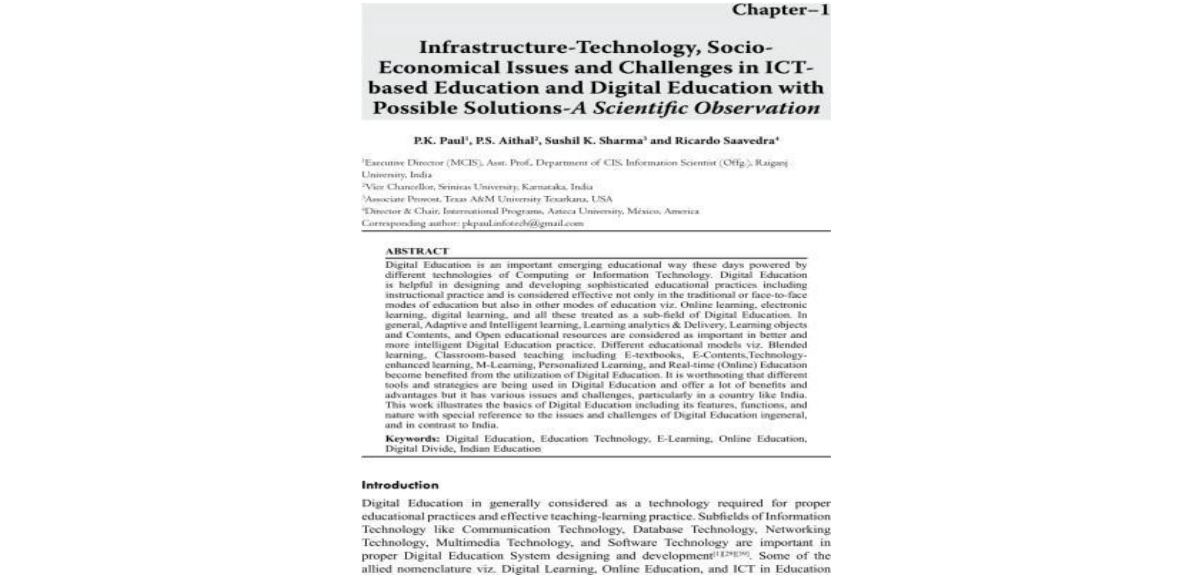 Chapter–1
Infrastructure-Technology, Socio-
Economical Issues and Challenges in ICT-
based Education and Digital Education with
Possible Solutions-A Scientific Observation
P.K. Paul¹, P.S. Aithal², Sushil K. Sharma³ and Ricardo Saavedra⁴
¹Executive Director (MCIS), Asst. Prof., Department of CIS, Information Scientist (Offg.), Raiganj
University, India
²Vice Chancellor, Srinivas University, Karnataka, India
³Associate Provost, Texas A&M University Texarkana, USA
⁴Director & Chair, International Programs, Azteca University, México, America
Corresponding author: pkpaul.infotech@gmail.com
ABSTRACT
Digital Education is an important emerging educational way these days powered by
different technologies of Computing or Information Technology. Digital Education
is helpful in designing and developing sophisticated educational practices including
instructional practice and is considered effective not only in the traditional or face-to-face
modes of education but also in other modes of education viz. Online learning, electronic
learning, digital learning, and all these treated as a sub-field of Digital Education. In
general, Adaptive and Intelligent learning, Learning analytics & Delivery, Learning objects
and Contents, and Open educational resources are considered as important in better and
more intelligent Digital Education practice. Different educational models viz. Blended
learning, Classroom-based teaching including E-textbooks, E-Contents,Technology-
enhanced learning, M-Learning, Personalized Learning, and Real-time (Online) Education
become benefited from the utilization of Digital Education. It is worthnoting that different
tools and strategies are being used in Digital Education and offer a lot of benefits and
advantages but it has various issues and challenges, particularly in a country like India.
This work illustrates the basics of Digital Education including its features, functions, and
nature with special reference to the issues and challenges of Digital Education ingeneral,
and in contrast to India.
Keywords: Digital Education, Education Technology, E-Learning, Online Education,
Digital Divide, Indian Education
Introduction
Digital Education in generally considered as a technology required for proper
educational practices and effective teaching-learning practice. Subfields of Information
Technology like Communication Technology, Database Technology, Networking
Technology, Multimedia Technology, and Software Technology are important in
proper Digital Education System designing and development. Some of the
allied nomenclature viz. Digital Learning, Online Education, and ICT in Education